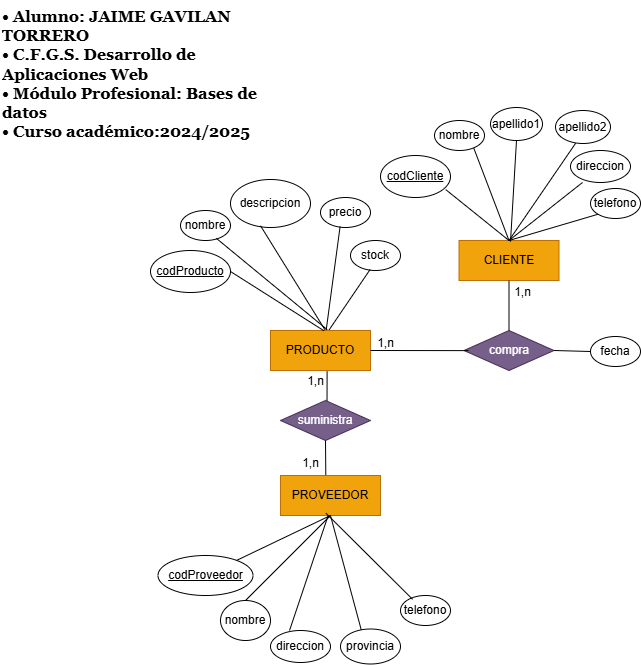 • Alumno: JAIME GAVILAN
TORRERO
• C.F.G.S. Desarrollo de
Aplicaciones Web
• Módulo Profesional: Bases de
datos
• Curso académico:2024/2025
apellido1
nombre
apellido2
codCliente
direccion
telefono
descripcion
nombre
precio
stock
codProducto
CLIENTE
1,n
PRODUCTO
1,n
compra
fecha
1,n
suministra
1,n
PROVEEDOR
codProveedor
nombre
direccion
provincia
telefono